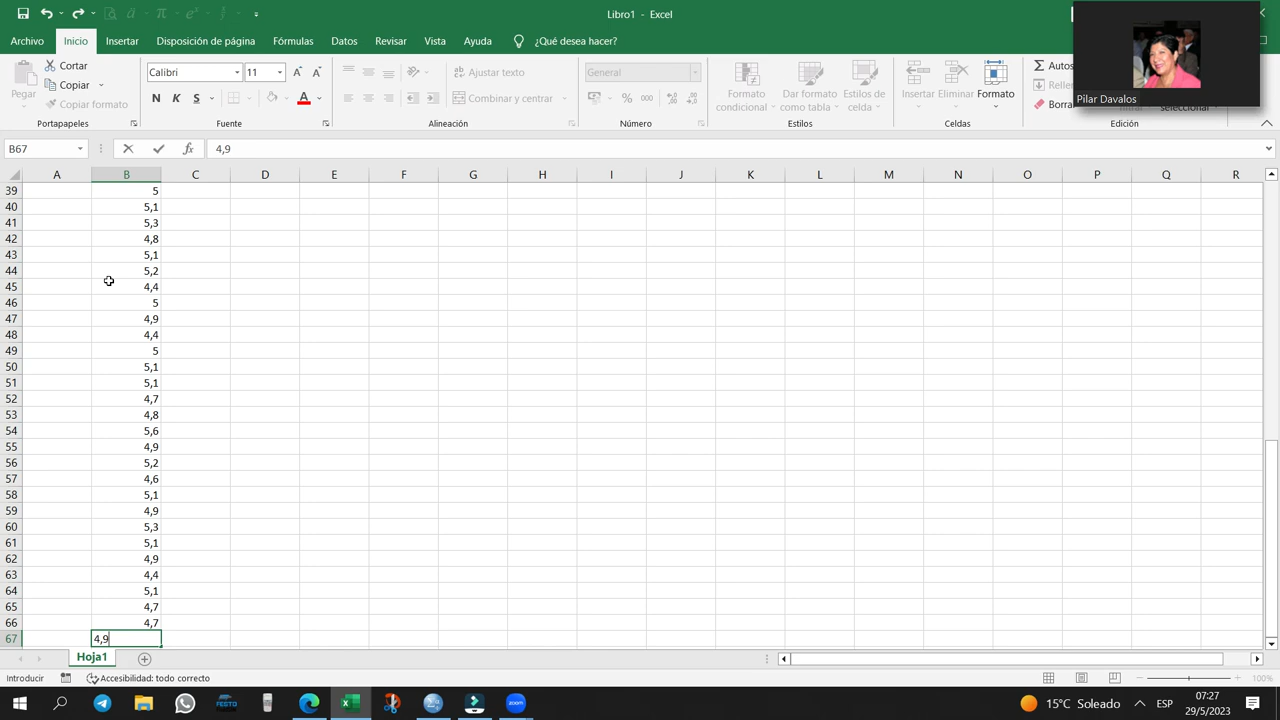 Libro1 - Excel
Archivo Inicio Insertar Disposición de página Fórmulas Datos Revisar Vista Ayuda ¿Qué desea hacer?
Pegar
Cortar
Copiar
Copiar formato
Portapapeles
Calibri 11
N K S
Fuente
Ajustar texto
Combinar y centrar
Alineación
General
% 000
Número
Formato condicional
Dar formato como tabla
Estilos de celda
Estilos
Insertar Eliminar Formato
Celdas
Edición
Pilar Davalos
B67 4,9
A B C D E F G H I J K L M N O P Q R
39 5
40 5,1
41 5,3
42 4,8
43 5,1
44 5,2
45 4,4
46 5
47 4,9
48 4,4
49 5
50 5,1
51 5,1
52 4,7
53 4,8
54 5,6
55 4,9
56 5,2
57 4,6
58 5,1
59 4,9
60 5,3
61 5,1
62 4,9
63 4,4
64 5,1
65 4,7
66 4,7
67 4,9
Hoja1
Introducir Accesibilidad: todo correcto 100%
FESTO zoom 15°C Soleado ESP 07:27
29/5/2023